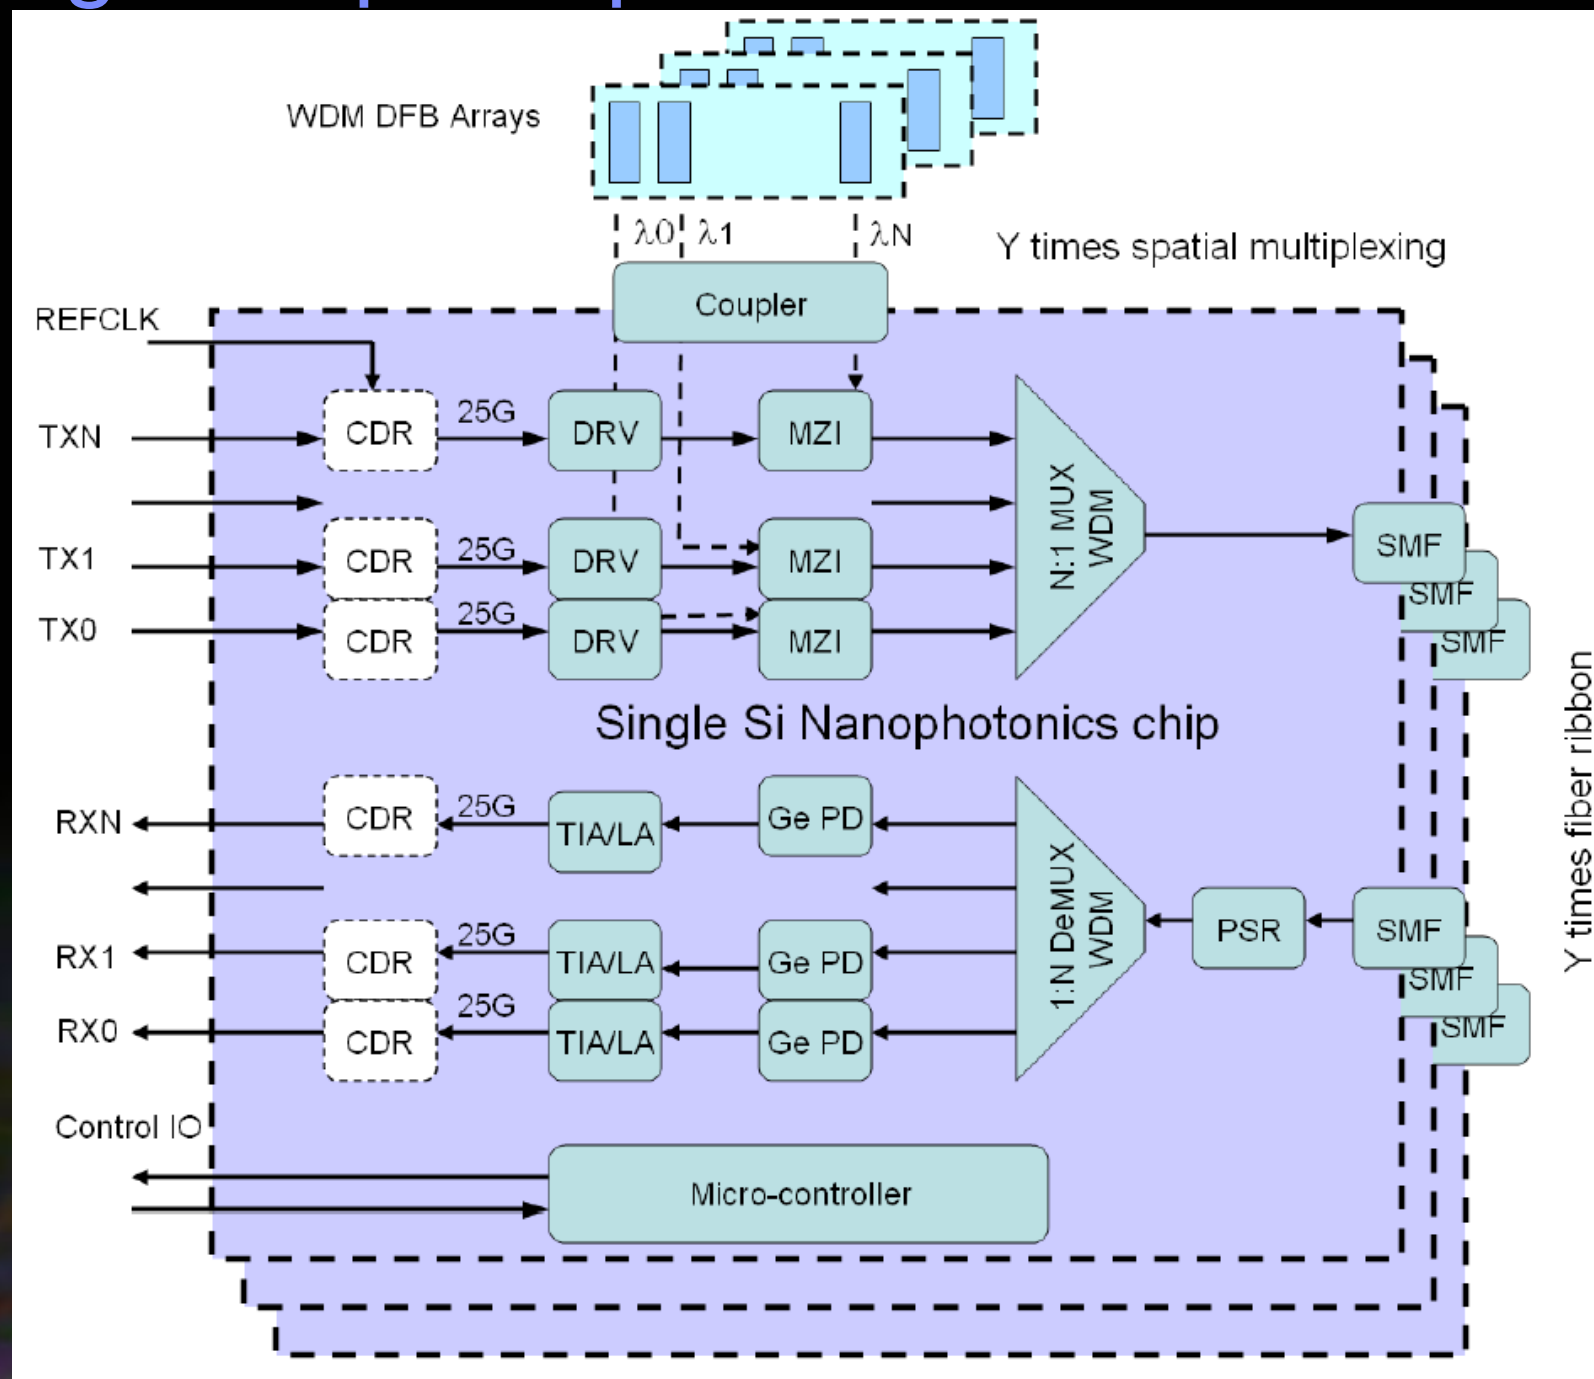 WDM DFB Arrays
λ0 λ1 λN
Y times spatial multiplexing
Coupler
REFCLK
TXN CDR 25G DRV MZI
TX1 CDR 25G DRV MZI
TX0 CDR 25G DRV MZI
N:1 MUX
WDM
SMF
SMF
SMF
Single Si Nanophotonics chip
Y times fiber ribbon
RXN CDR 25G TIA/LA Ge PD
RX1 CDR 25G TIA/LA Ge PD
RX0 CDR 25G TIA/LA Ge PD
1:N DeMUX
WDM
PSR
SMF
SMF
SMF
Control IO
Micro-controller